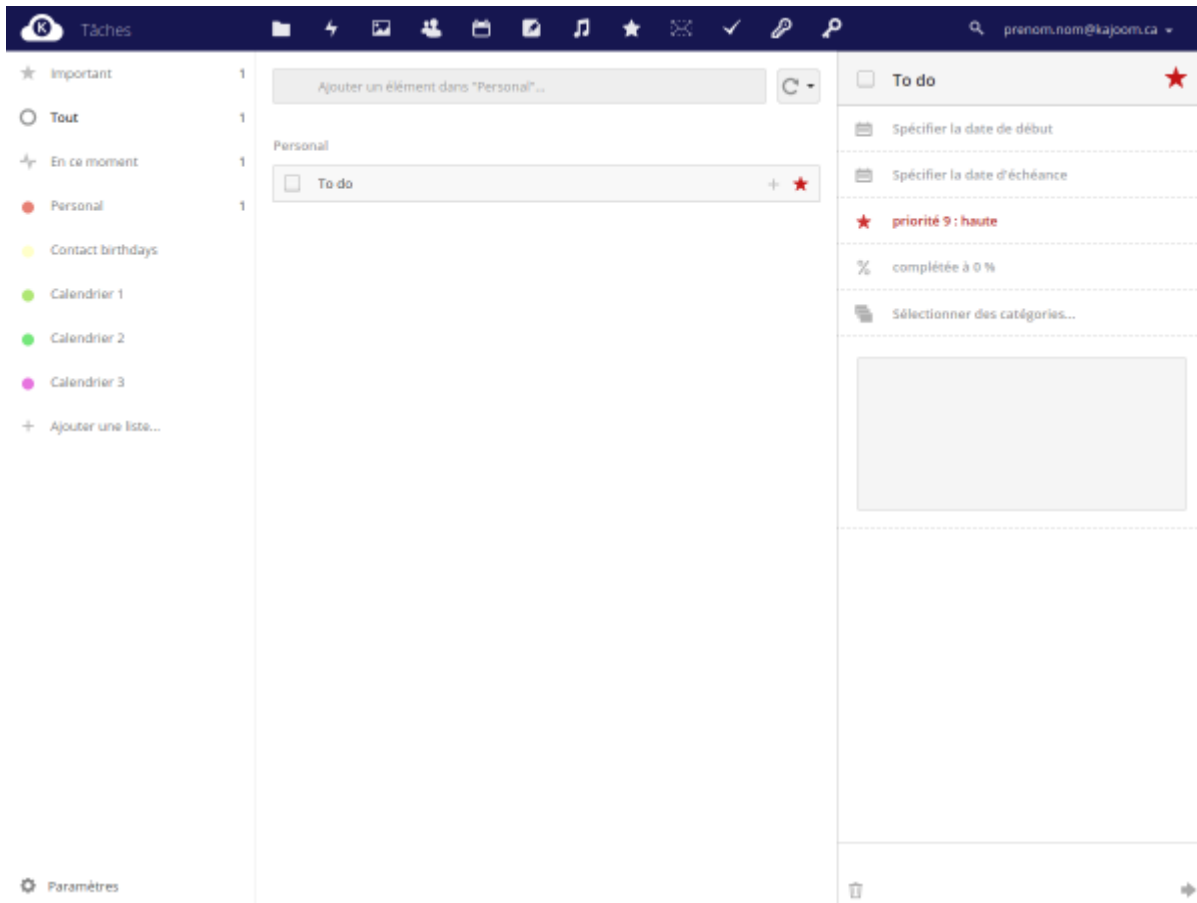 K
Tâches
prenom.nom@kajoom.ca
Important 1
Tout 1
En ce moment 1
Personal 1
Contact birthdays
Calendrier 1
Calendrier 2
Calendrier 3
Ajouter une liste...
Paramètres
Ajouter un élément dans "Personal"...
Personal
To do
To do
Spécifier la date de début
Spécifier la date d'échéance
priorité 9 : haute
% complétée à 0 %
Sélectionner des catégories...